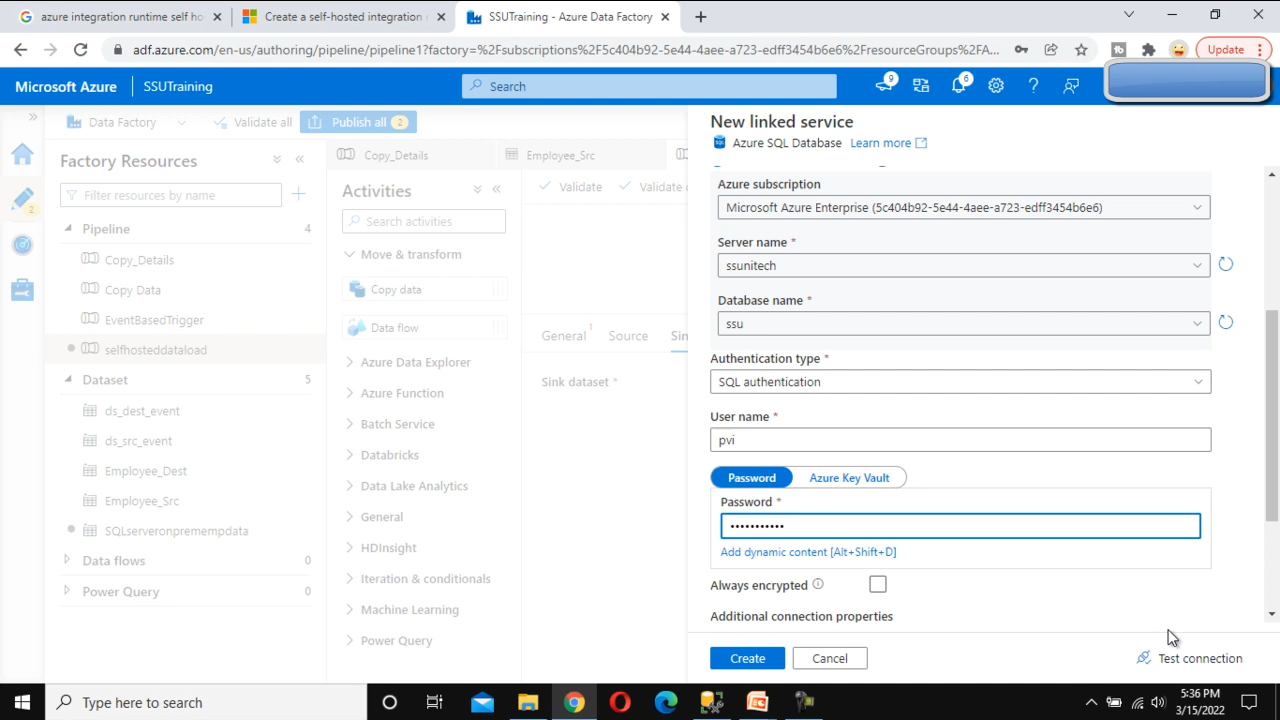 azure integration runtime self ho
Create a self-hosted integration r
SSUTraining - Azure Data Factory
adf.azure.com/en-us/authoring/pipeline/pipeline1?factory=%2Fsubscriptions%2F5c404b92-5e44-4aee-a723-edff3454b6e6%2FresourceGroups%2FA...
Update
Microsoft Azure
SSUTraining
Search
9
6
Data Factory
Validate all
Publish all
2
Factory Resources
Filter resources by name
2
Pipeline
4
Copy_Details
Copy Data
EventBasedTrigger
selfhosteddataload
Dataset
5
ds_dest_event
ds_src_event
Employee_Dest
Employee_Src
SQLserveronpremempdata
Data flows
0
Power Query
0
Copy_Details
Employee_Src
Activities
Search activities
Move & transform
Copy data
Data flow
Azure Data Explorer
Azure Function
Batch Service
Databricks
Data Lake Analytics
General
HDInsight
Iteration & conditionals
Machine Learning
Power Query
Validate
Validate c
General 1
Source
Sin
Sink dataset *
New linked service
Azure SQL Database
Learn more
Azure subscription
Microsoft Azure Enterprise (5c404b92-5e44-4aee-a723-edff3454b6e6)
Server name *
ssunitech
Database name *
ssu
Authentication type *
SQL authentication
User name *
pvi
Password
Azure Key Vault
Password *
•••••••••••
Add dynamic content [Alt+Shift+D]
Always encrypted
Additional connection properties
Create
Cancel
Test connection
Type here to search
5:36 PM
3/15/2022